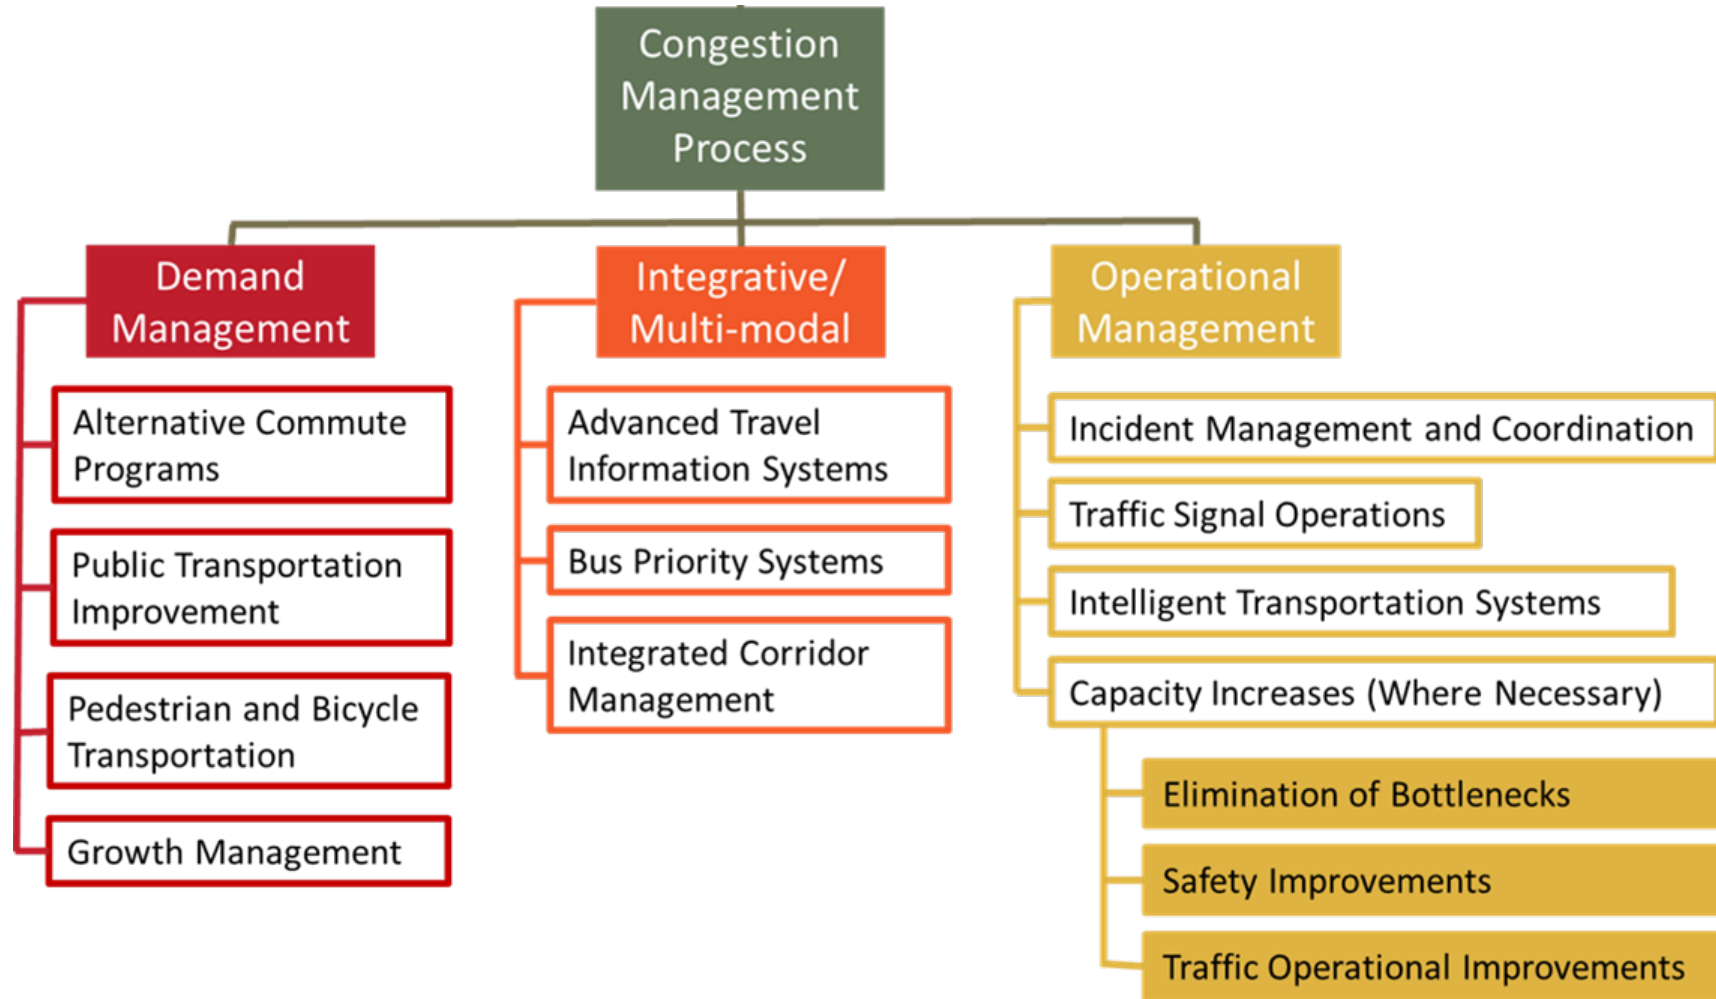 Congestion
Management
Process
Demand
Management
Alternative Commute
Programs
Public Transportation
Improvement
Pedestrian and Bicycle
Transportation
Growth Management
Integrative/
Multi-modal
Advanced Travel
Information Systems
Bus Priority Systems
Integrated Corridor
Management
Operational
Management
Incident Management and Coordination
Traffic Signal Operations
Intelligent Transportation Systems
Capacity Increases (Where Necessary)
Elimination of Bottlenecks
Safety Improvements
Traffic Operational Improvements